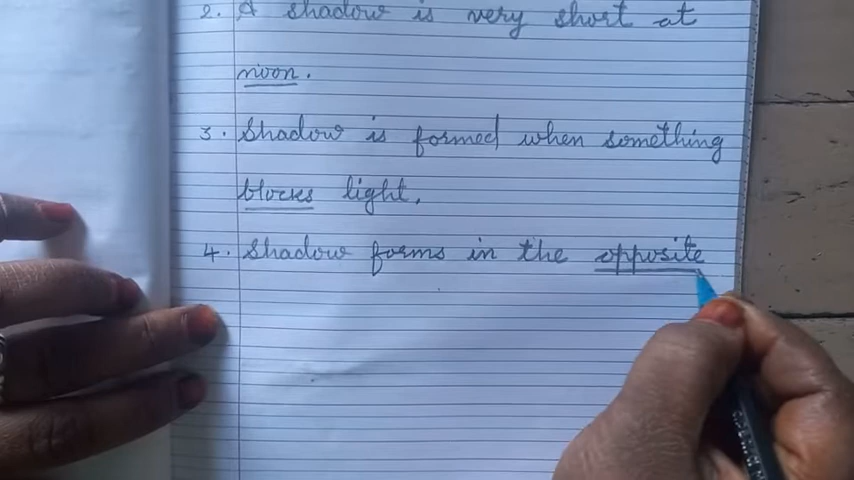 2. A shadow is very short at
noon.
3. Shadow is formed when something
blocks light.
4. Shadow forms in the opposite